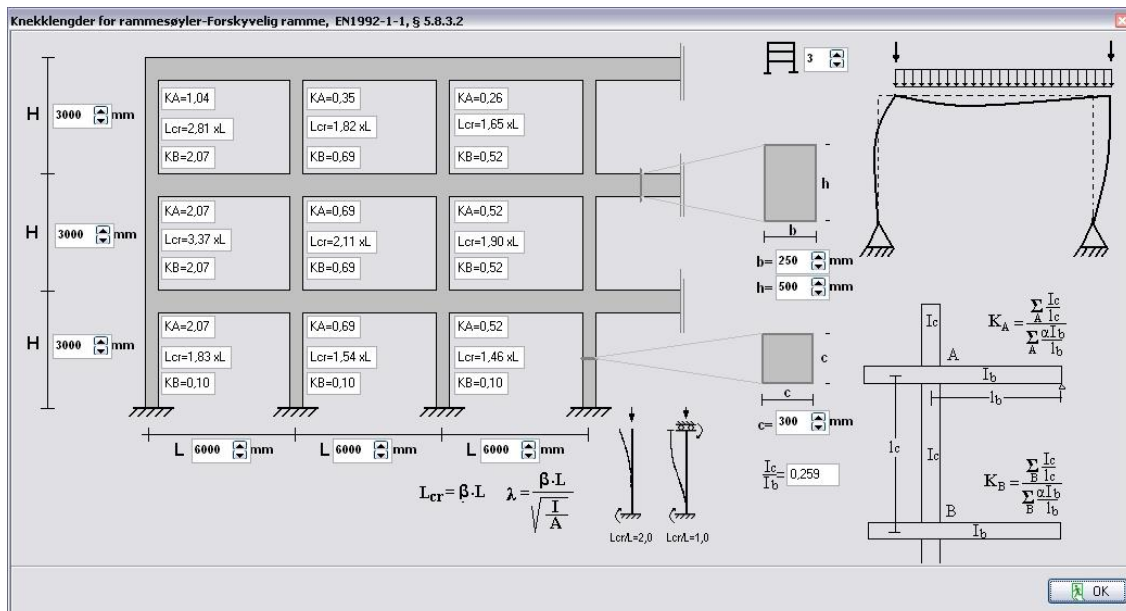 Knekklengder for rammesøyler-Forskyvelig ramme, EN1992-1-1, § 5.8.3.2
3
H 3000 mm
KA=1,04
KA=0,35
KA=0,26
Lcr=2,81 xL
Lcr=1,82 xL
Lcr=1,65 xL
KB=2,07
KB=0,69
KB=0,52
H 3000 mm
KA=2,07
KA=0,69
KA=0,52
Lcr=3,37 xL
Lcr=2,11 xL
Lcr=1,90 xL
KB=2,07
KB=0,69
KB=0,52
h
b
b= 250 mm
h= 500 mm
H 3000 mm
KA=2,07
KA=0,69
KA=0,52
Lcr=1,83 xL
Lcr=1,54 xL
Lcr=1,46 xL
KB=0,10
KB=0,10
KB=0,10
c
c
c= 300 mm
L 6000 mm
L 6000 mm
L 6000 mm
Ic/Ib= 0,259
Lcr=β·L
λ=β·L/√(I/A)
Lcr/L=2,0
Lcr/L=1,0
Ic
A
Ib
lb
lc
Ic
B
Ib
KA=ΣA Ic/lc / ΣA αIb/lb
KB=ΣB Ic/lc / ΣB αIb/lb
OK